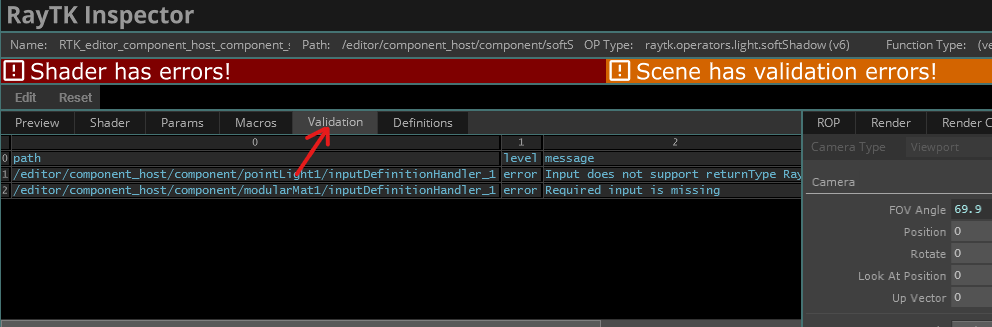 RayTK Inspector
Name: RTK_editor_component_host_component_ Path: /editor/component_host/component/softS OP Type: raytk.operators.light.softShadow (v6) Function Type: (ve
Shader has errors! Scene has validation errors!
Edit Reset
Preview Shader Params Macros Validation Definitions ROP Render Render C
0 1 2
Camera Type Viewport
0 path level message
1 /editor/component_host/component/pointLight1/inputDefinitionHandler_1 error Input does not support returnType Ray
Camera
2 /editor/component_host/component/modularMat1/inputDefinitionHandler_1 error Required input is missing
FOV Angle 69.9
Position 0
Rotate 0
Look At Position 0
Up Vector 0